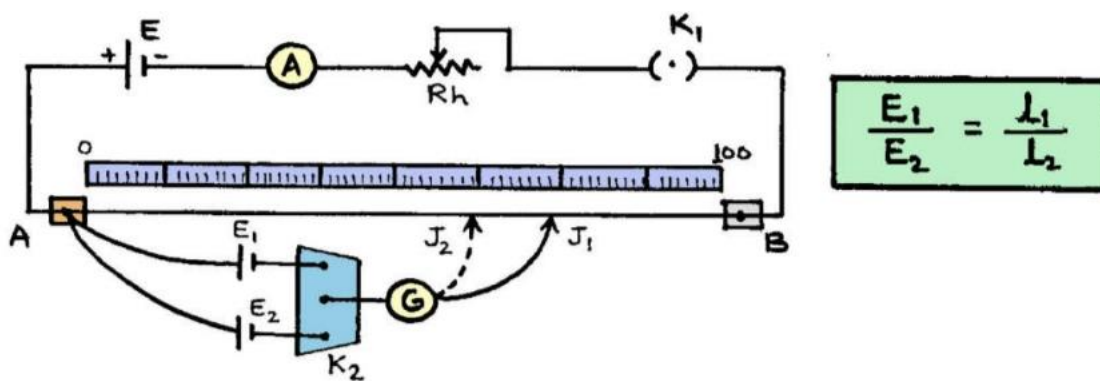 E
+ -
A
Rh
K₁
0
100
A
B
E₁
E₂
J₂
J₁
G
K₂
E₁/E₂ = l₁/l₂